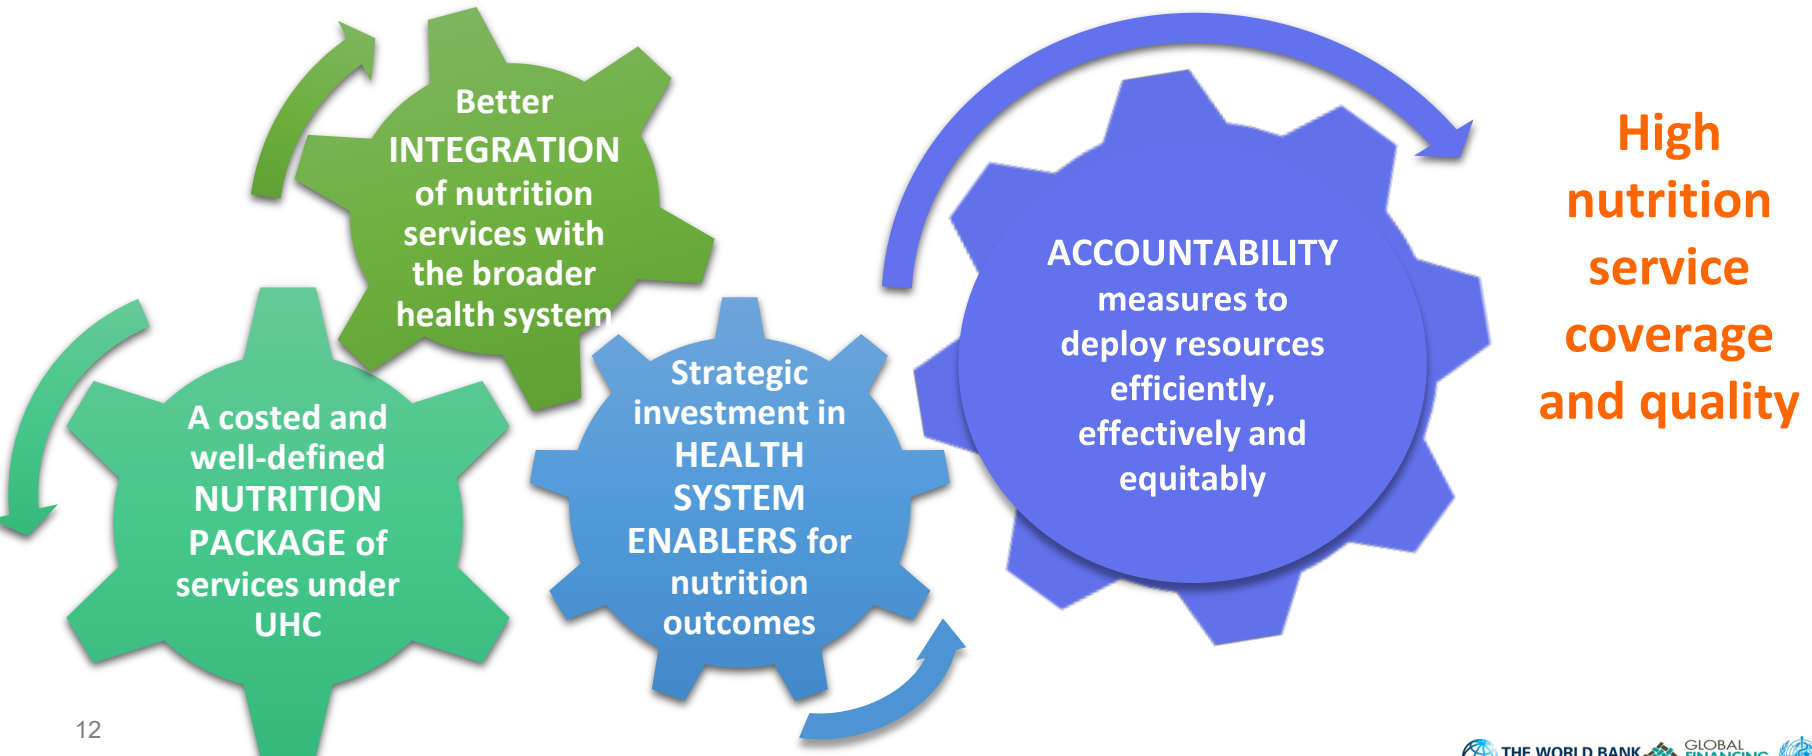 Better
INTEGRATION
of nutrition
services with
the broader
health system
A costed and
well-defined
NUTRITION
PACKAGE of
services under
UHC
Strategic
investment in
HEALTH
SYSTEM
ENABLERS for
nutrition
outcomes
ACCOUNTABILITY
measures to
deploy resources
efficiently,
effectively and
equitably
High
nutrition
service
coverage
and quality
12
THE WORLD BANK
GLOBAL
FINANCING